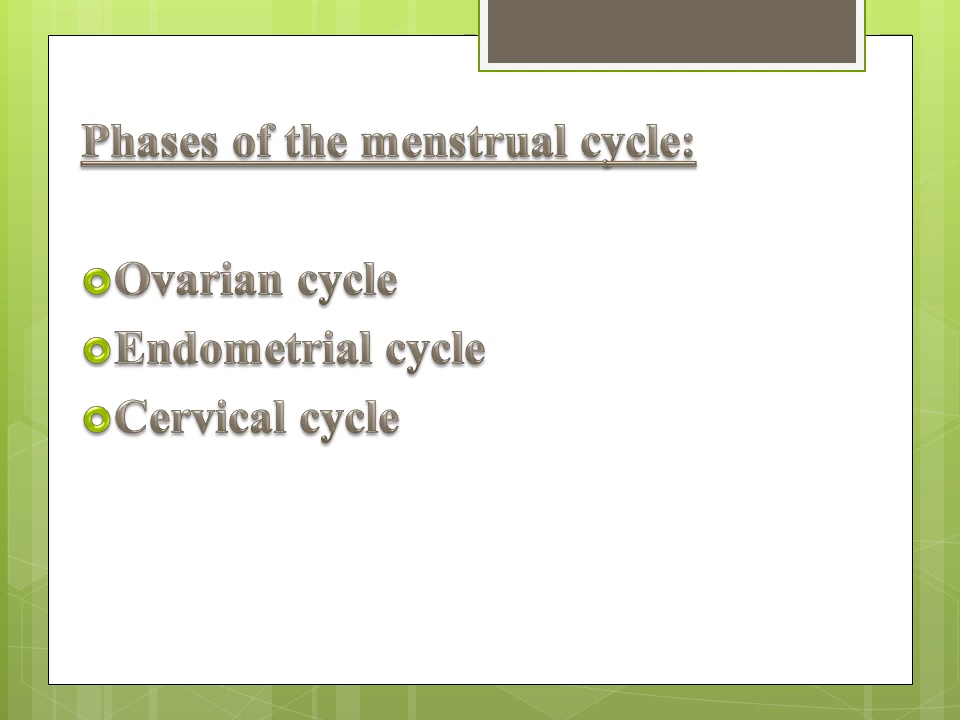 Phases of the menstrual cycle:
Ovarian cycle
Endometrial cycle
Cervical cycle